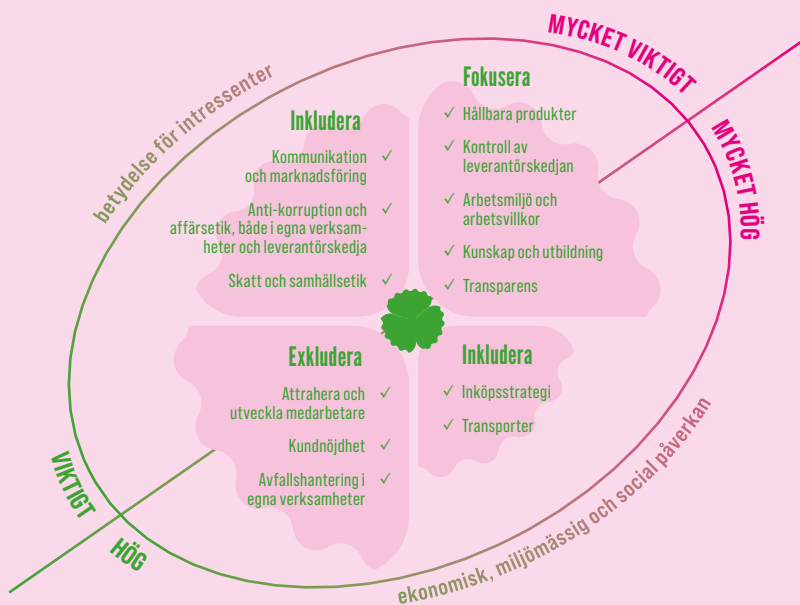 MYCKET VIKTIGT
MYCKET HÖG
betydelse för intressenter
Inkludera
Kommunikation
och marknadsföring
Anti-korruption och
affärsetik, både i egna verksam-
heter och leverantörskedja
Skatt och samhällsetik
Fokusera
Hållbara produkter
Kontroll av
leverantörskedjan
Arbetsmiljö och
arbetsvillkor
Kunskap och utbildning
Transparens
Exkludera
Attrahera och
utveckla medarbetare
Kundnöjdhet
Avfallshantering i
egna verksamheter
Inkludera
Inköpsstrategi
Transporter
VIKTIGT
HÖG
ekonomisk, miljömässig och social påverkan